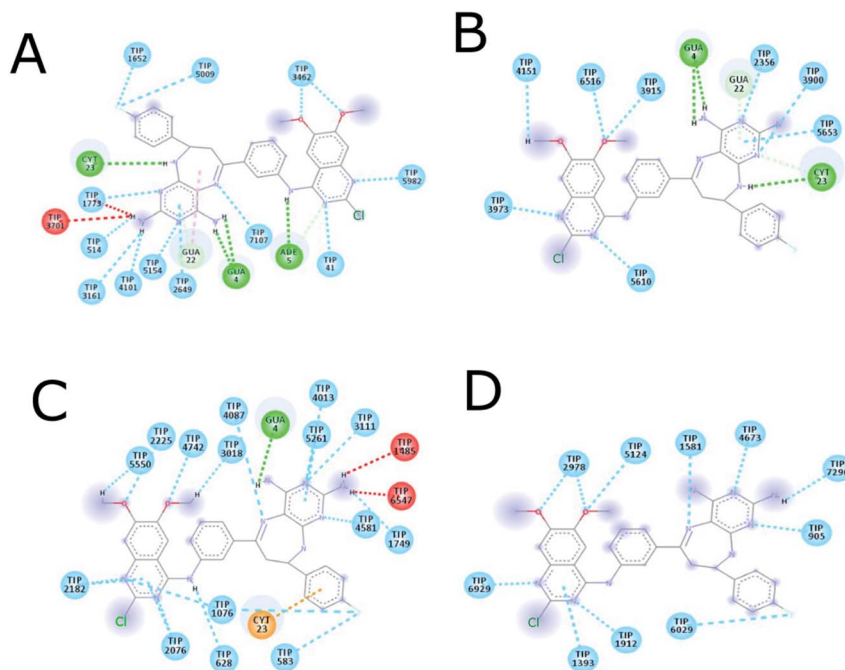 A
TIP
1652
TIP
5009
TIP
3462
CYT
23
TIP
1773
TIP
3701
TIP
514
TIP
3161
TIP
4101
TIP
5154
GUA
22
TIP
2649
GUA
4
TIP
7107
ADE
5
TIP
41
TIP
5982
Cl
H
H
H
H
H
H
B
TIP
4151
TIP
6516
TIP
3915
GUA
4
GUA
22
TIP
2356
TIP
3900
TIP
5653
CYT
23
TIP
3973
TIP
5610
Cl
H
H
H
H
C
TIP
5550
TIP
2225
TIP
4742
TIP
3018
TIP
4087
GUA
4
TIP
4013
TIP
5261
TIP
3111
TIP
1485
TIP
6547
TIP
4581
TIP
1749
TIP
2182
TIP
2076
TIP
1076
TIP
628
CYT
23
TIP
583
Cl
H
H
H
H
H
H
D
TIP
2978
TIP
5124
TIP
1581
TIP
4673
TIP
905
TIP
6929
TIP
1393
TIP
1912
TIP
6029
Cl
H